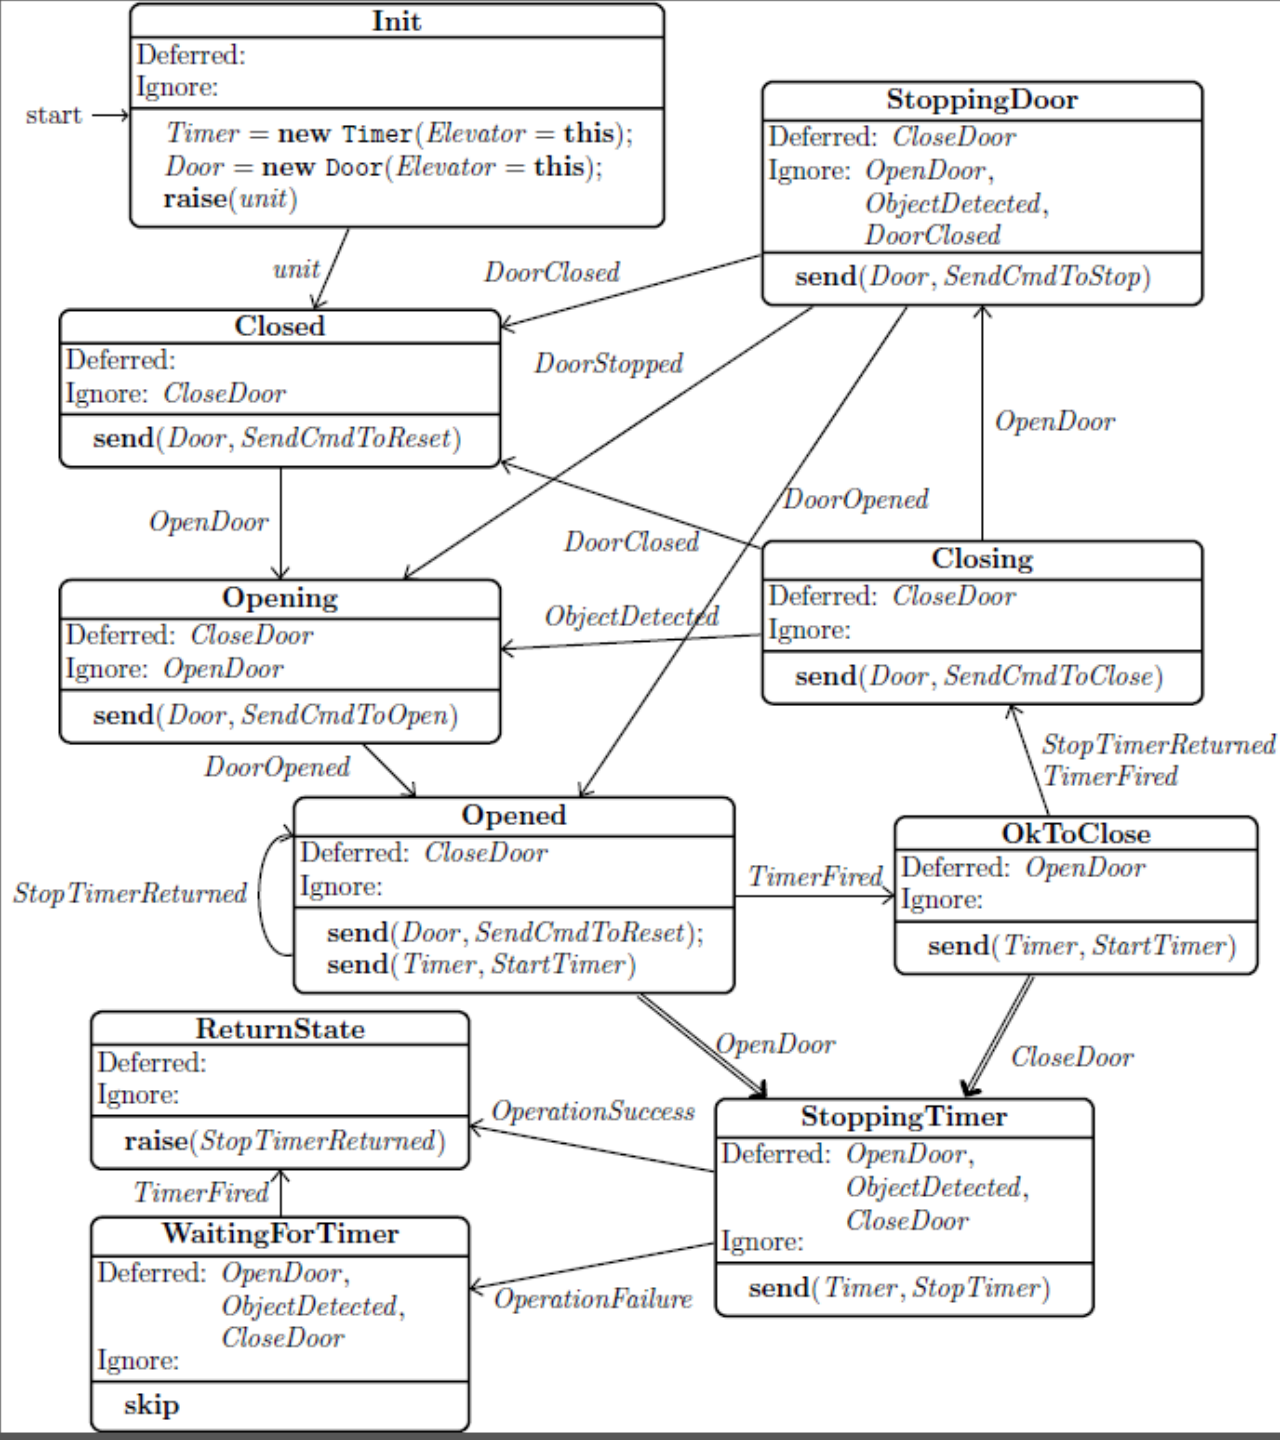 Init
Deferred:
Ignore:
start
Timer = new Timer(Elevator = this);
Door = new Door(Elevator = this);
raise(unit)
StoppingDoor
Deferred: CloseDoor
Ignore: OpenDoor,
ObjectDetected,
DoorClosed
send(Door, SendCmdToStop)
unit
DoorClosed
Closed
Deferred:
Ignore: CloseDoor
send(Door, SendCmdToReset)
DoorStopped
OpenDoor
OpenDoor
DoorOpened
DoorClosed
Closing
Deferred: CloseDoor
Ignore:
send(Door, SendCmdToClose)
Opening
Deferred: CloseDoor
Ignore: OpenDoor
send(Door, SendCmdToOpen)
ObjectDetected
DoorOpened
StopTimerReturned
TimerFired
Opened
Deferred: CloseDoor
Ignore:
send(Door, SendCmdToReset);
send(Timer, StartTimer)
StopTimerReturned
TimerFired
OkToClose
Deferred: OpenDoor
Ignore:
send(Timer, StartTimer)
OpenDoor
CloseDoor
ReturnState
Deferred:
Ignore:
raise(StopTimerReturned)
OperationSuccess
StoppingTimer
Deferred: OpenDoor,
ObjectDetected,
CloseDoor
Ignore:
send(Timer, StopTimer)
TimerFired
WaitingForTimer
Deferred: OpenDoor,
ObjectDetected,
CloseDoor
Ignore:
skip
OperationFailure